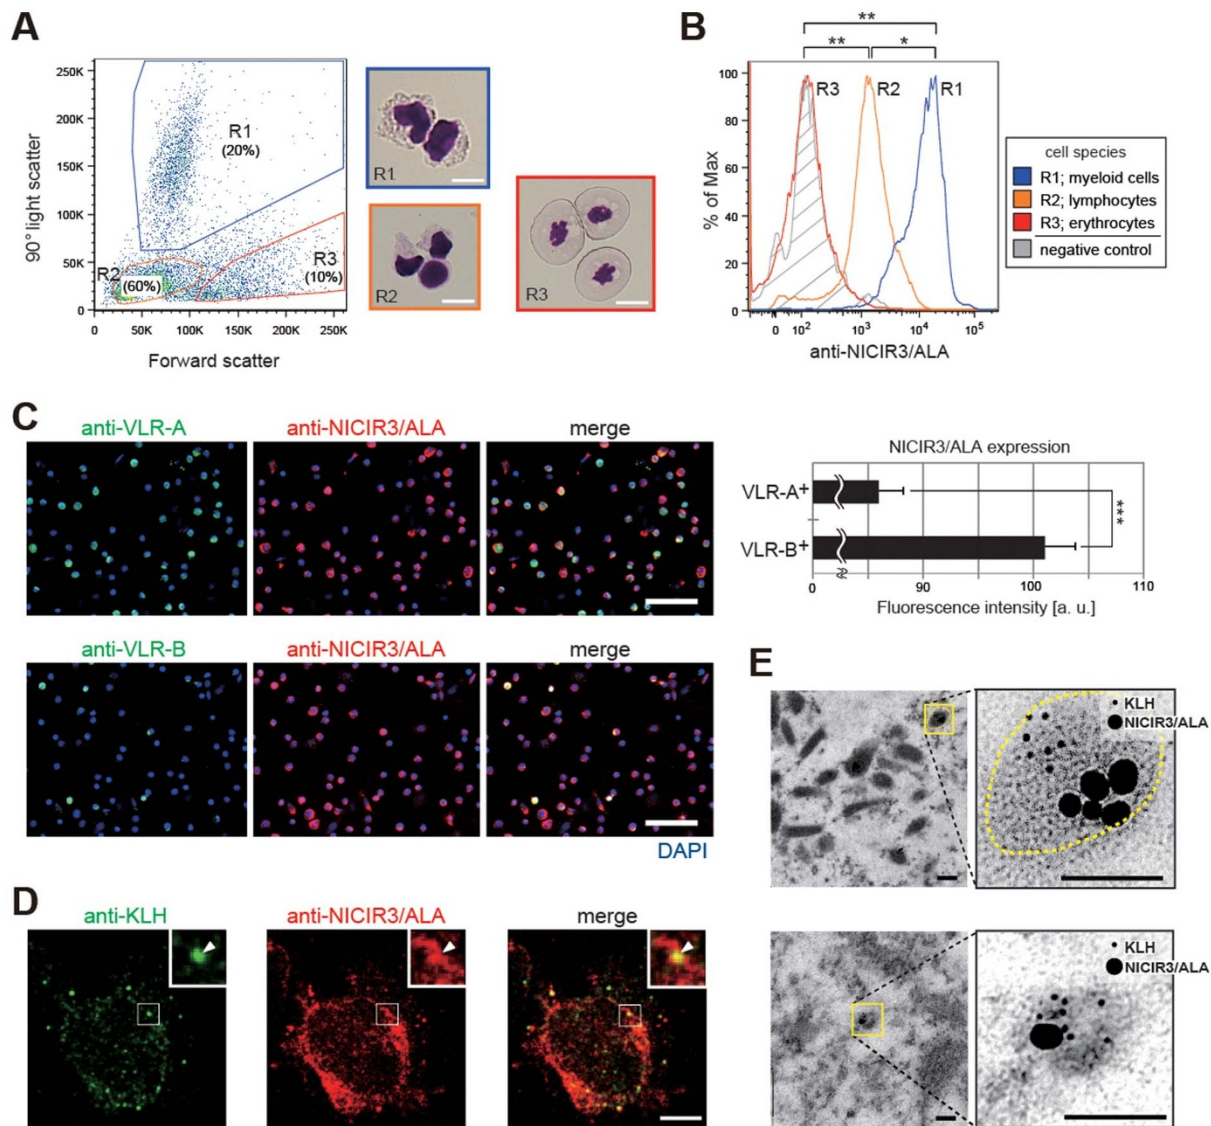 A
250K
200K
150K
100K
50K
0
90° light scatter
R1
(20%)
R2
(60%)
R3
(10%)
0 50K 100K 150K 200K 250K
Forward scatter
R1
R2
R3
B
** 
** *
100
80
60
40
20
0
% of Max
R3 R2 R1
0 10² 10³ 10⁴ 10⁵
anti-NICIR3/ALA
cell species
R1; myeloid cells
R2; lymphocytes
R3; erythrocytes
negative control
C
anti-VLR-A anti-NICIR3/ALA merge
anti-VLR-B anti-NICIR3/ALA merge
DAPI
NICIR3/ALA expression
VLR-A⁺
VLR-B⁺
***
0 90 100 110
Fluorescence intensity [a. u.]
D
anti-KLH anti-NICIR3/ALA merge
E
KLH
NICIR3/ALA
KLH
NICIR3/ALA